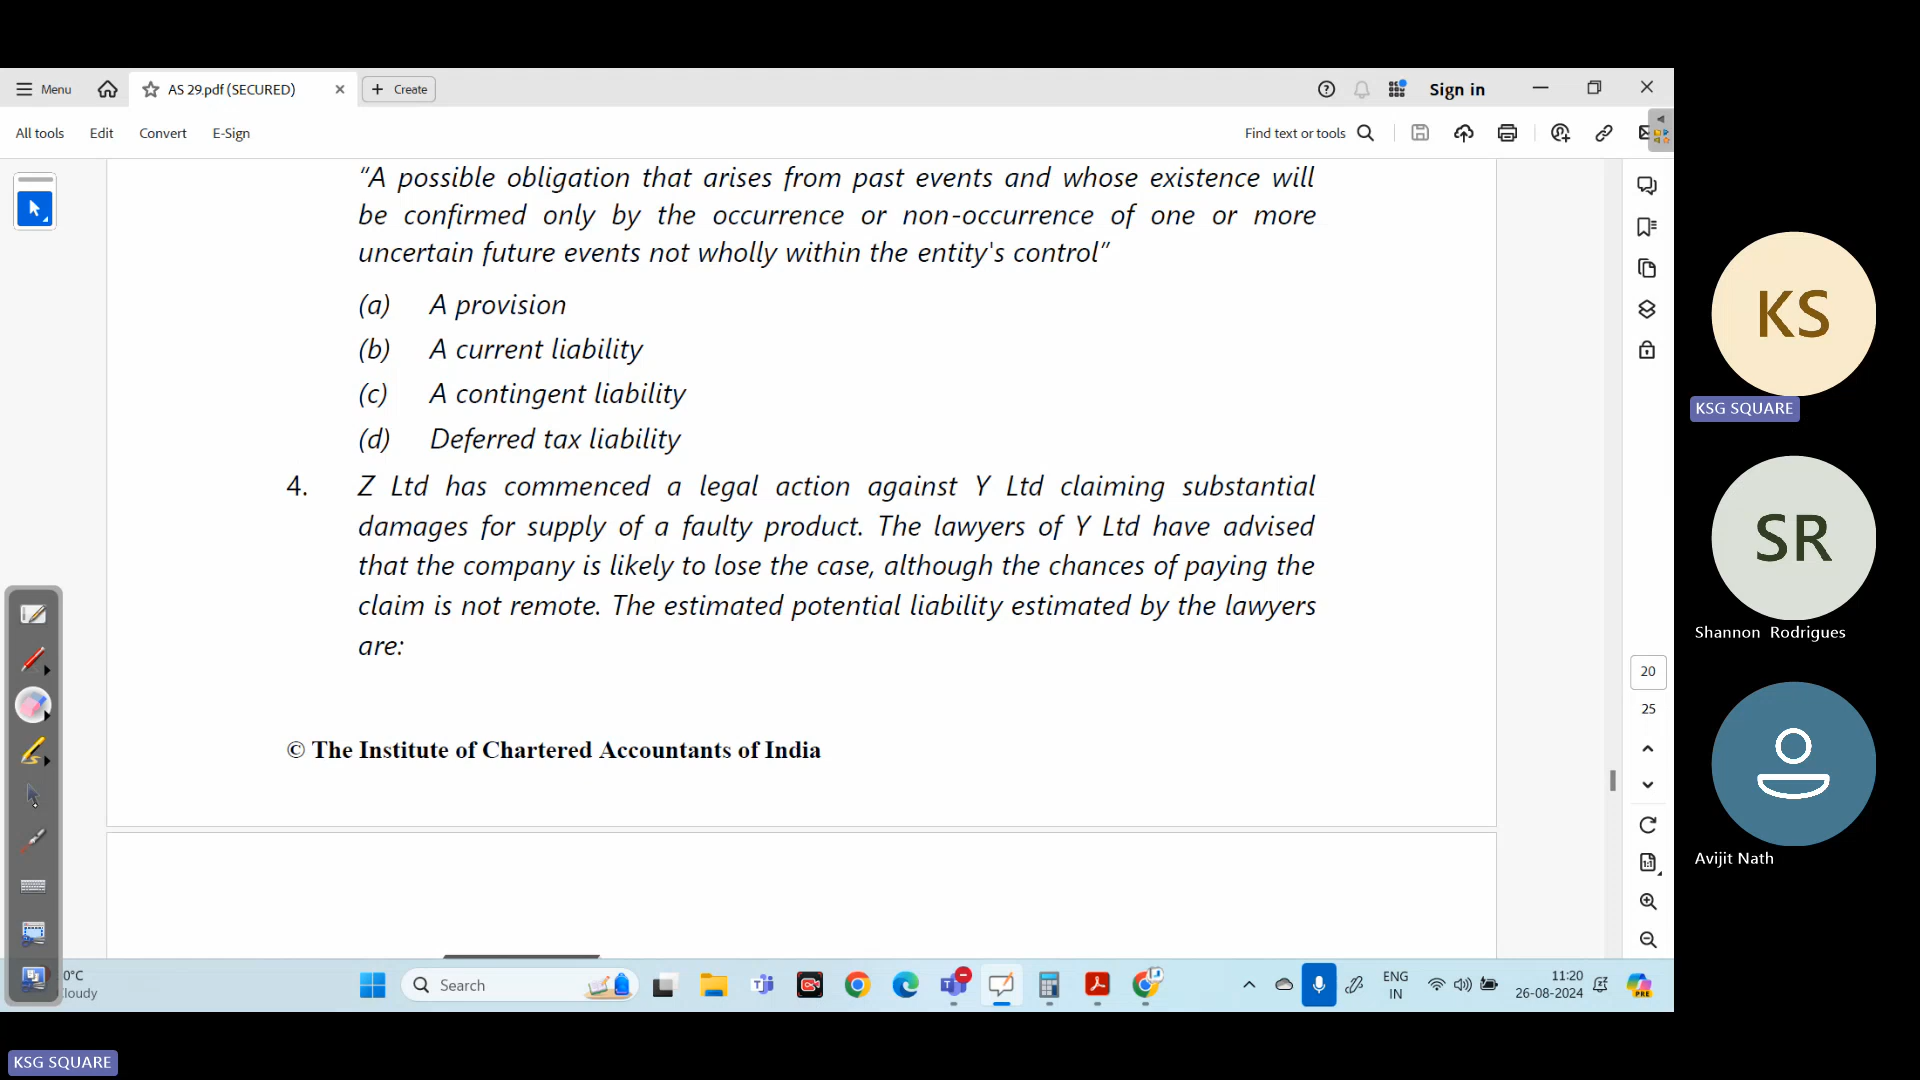 Menu
AS 29.pdf (SECURED)
Create
Sign in
All tools
Edit
Convert
E-Sign
Find text or tools
"A possible obligation that arises from past events and whose existence will
be confirmed only by the occurrence or non-occurrence of one or more
uncertain future events not wholly within the entity's control"
(a) A provision
(b) A current liability
(c) A contingent liability
(d) Deferred tax liability
4. Z Ltd has commenced a legal action against Y Ltd claiming substantial
damages for supply of a faulty product. The lawyers of Y Ltd have advised
that the company is likely to lose the case, although the chances of paying the
claim is not remote. The estimated potential liability estimated by the lawyers
are:
© The Institute of Chartered Accountants of India
20
25
KS
KSG SQUARE
SR
Shannon Rodrigues
Avijit Nath
0°C
Cloudy
Search
ENG
IN
11:20
26-08-2024
PRE
KSG SQUARE